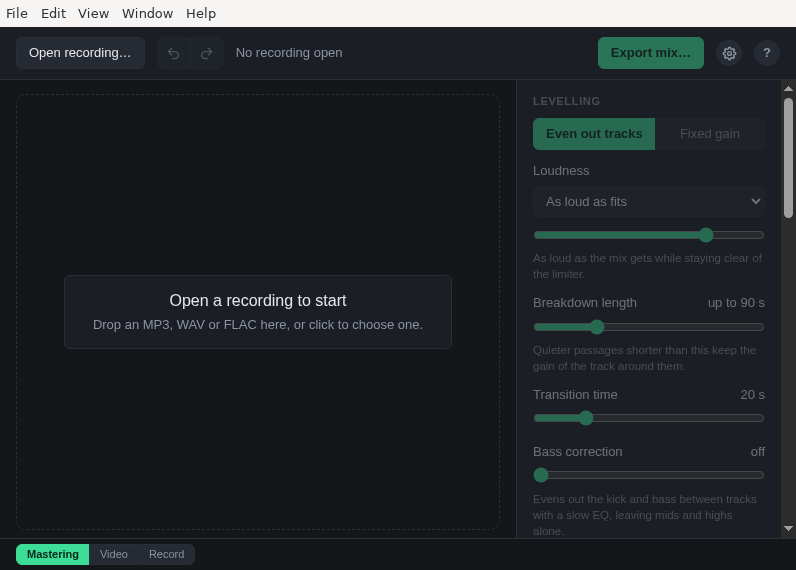 File Edit View Window Help
Open recording… No recording open Export mix… ?
LEVELLING
Even out tracks Fixed gain
Loudness
As loud as fits
As loud as the mix gets while staying clear of
the limiter.
Open a recording to start
Drop an MP3, WAV or FLAC here, or click to choose one.
Breakdown length up to 90 s
Quieter passages shorter than this keep the
gain of the track around them.
Transition time 20 s
Bass correction off
Evens out the kick and bass between tracks
with a slow EQ, leaving mids and highs
alone.
Mastering Video Record